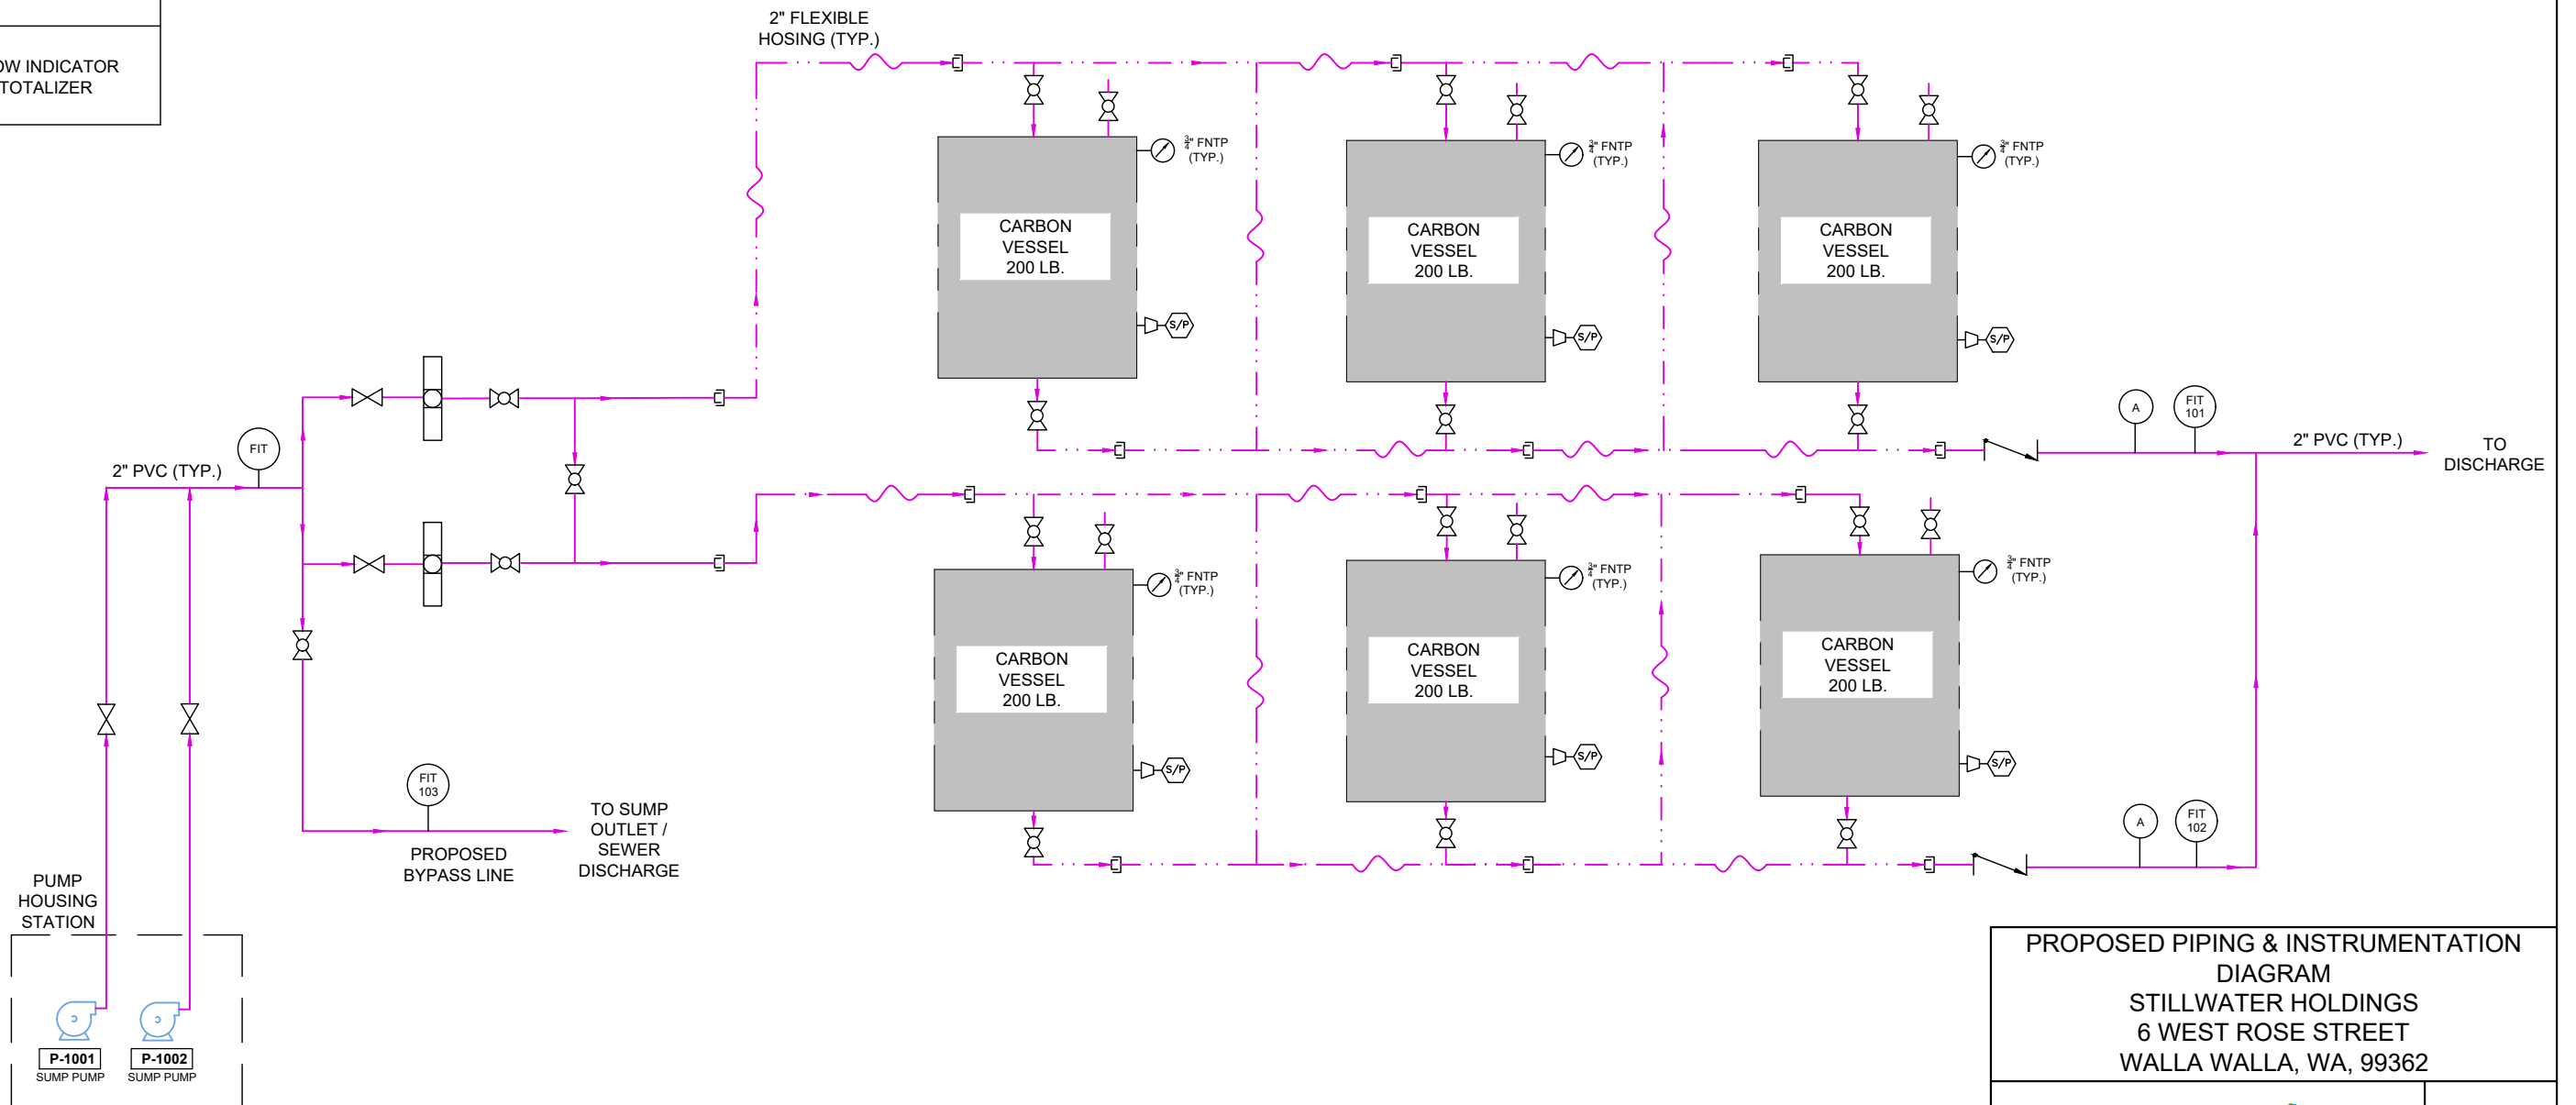 OW INDICATOR
TOTALIZER
2" FLEXIBLE
HOSING (TYP.)
¾" FNTP
(TYP.)
¾" FNTP
(TYP.)
¾" FNTP
(TYP.)
CARBON
VESSEL
200 LB.
CARBON
VESSEL
200 LB.
CARBON
VESSEL
200 LB.
S/P
S/P
S/P
FIT
2" PVC (TYP.)
A
FIT
101
2" PVC (TYP.)
TO
DISCHARGE
¾" FNTP
(TYP.)
¾" FNTP
(TYP.)
¾" FNTP
(TYP.)
CARBON
VESSEL
200 LB.
CARBON
VESSEL
200 LB.
CARBON
VESSEL
200 LB.
S/P
S/P
S/P
FIT
103
TO SUMP
OUTLET /
SEWER
DISCHARGE
PROPOSED
BYPASS LINE
A
FIT
102
PUMP
HOUSING
STATION
P-1001
SUMP PUMP
P-1002
SUMP PUMP
PROPOSED PIPING & INSTRUMENTATION
DIAGRAM
STILLWATER HOLDINGS
6 WEST ROSE STREET
WALLA WALLA, WA, 99362